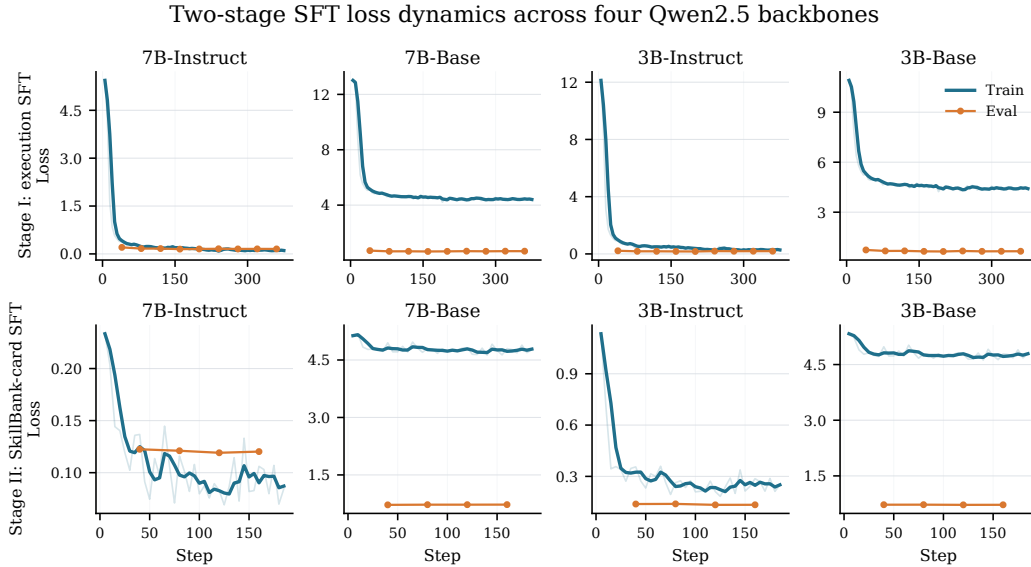 Two-stage SFT loss dynamics across four Qwen2.5 backbones
7B-Instruct
7B-Base
3B-Instruct
3B-Base
Stage I: execution SFT
Loss
4.5
3.0
1.5
0.0
0
150
300
12
8
4
0
150
300
12
8
4
0
0
150
300
9
6
3
0
150
300
Train
Eval
7B-Instruct
7B-Base
3B-Instruct
3B-Base
Stage II: SkillBank-card SFT
Loss
0.20
0.15
0.10
0
50
100
150
Step
4.5
3.0
1.5
0
50
100
150
Step
0.9
0.6
0.3
0
50
100
150
Step
4.5
3.0
1.5
0
50
100
150
Step